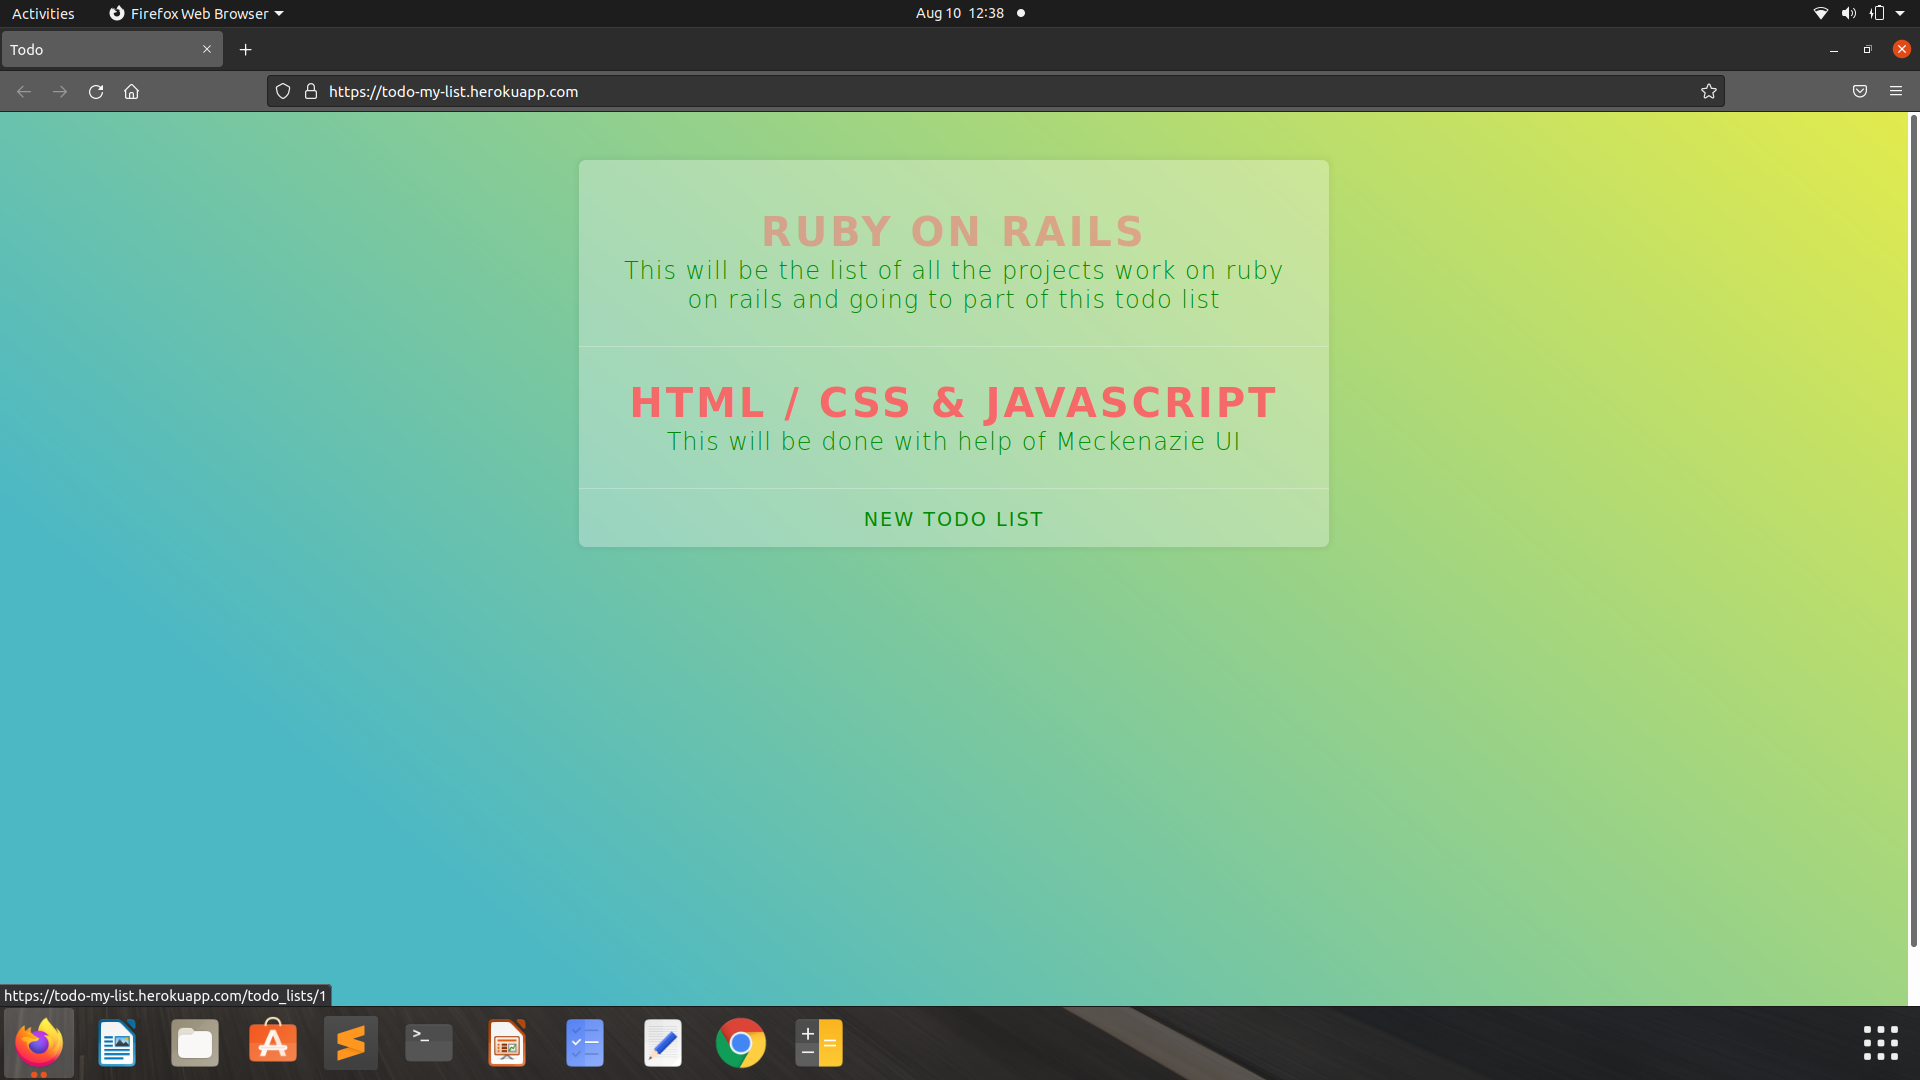 Activities
Firefox Web Browser
Aug 10 12:38
Todo
https://todo-my-list.herokuapp.com
RUBY ON RAILS
This will be the list of all the projects work on ruby
on rails and going to part of this todo list
HTML / CSS & JAVASCRIPT
This will be done with help of Meckenazie UI
NEW TODO LIST
https://todo-my-list.herokuapp.com/todo_lists/1